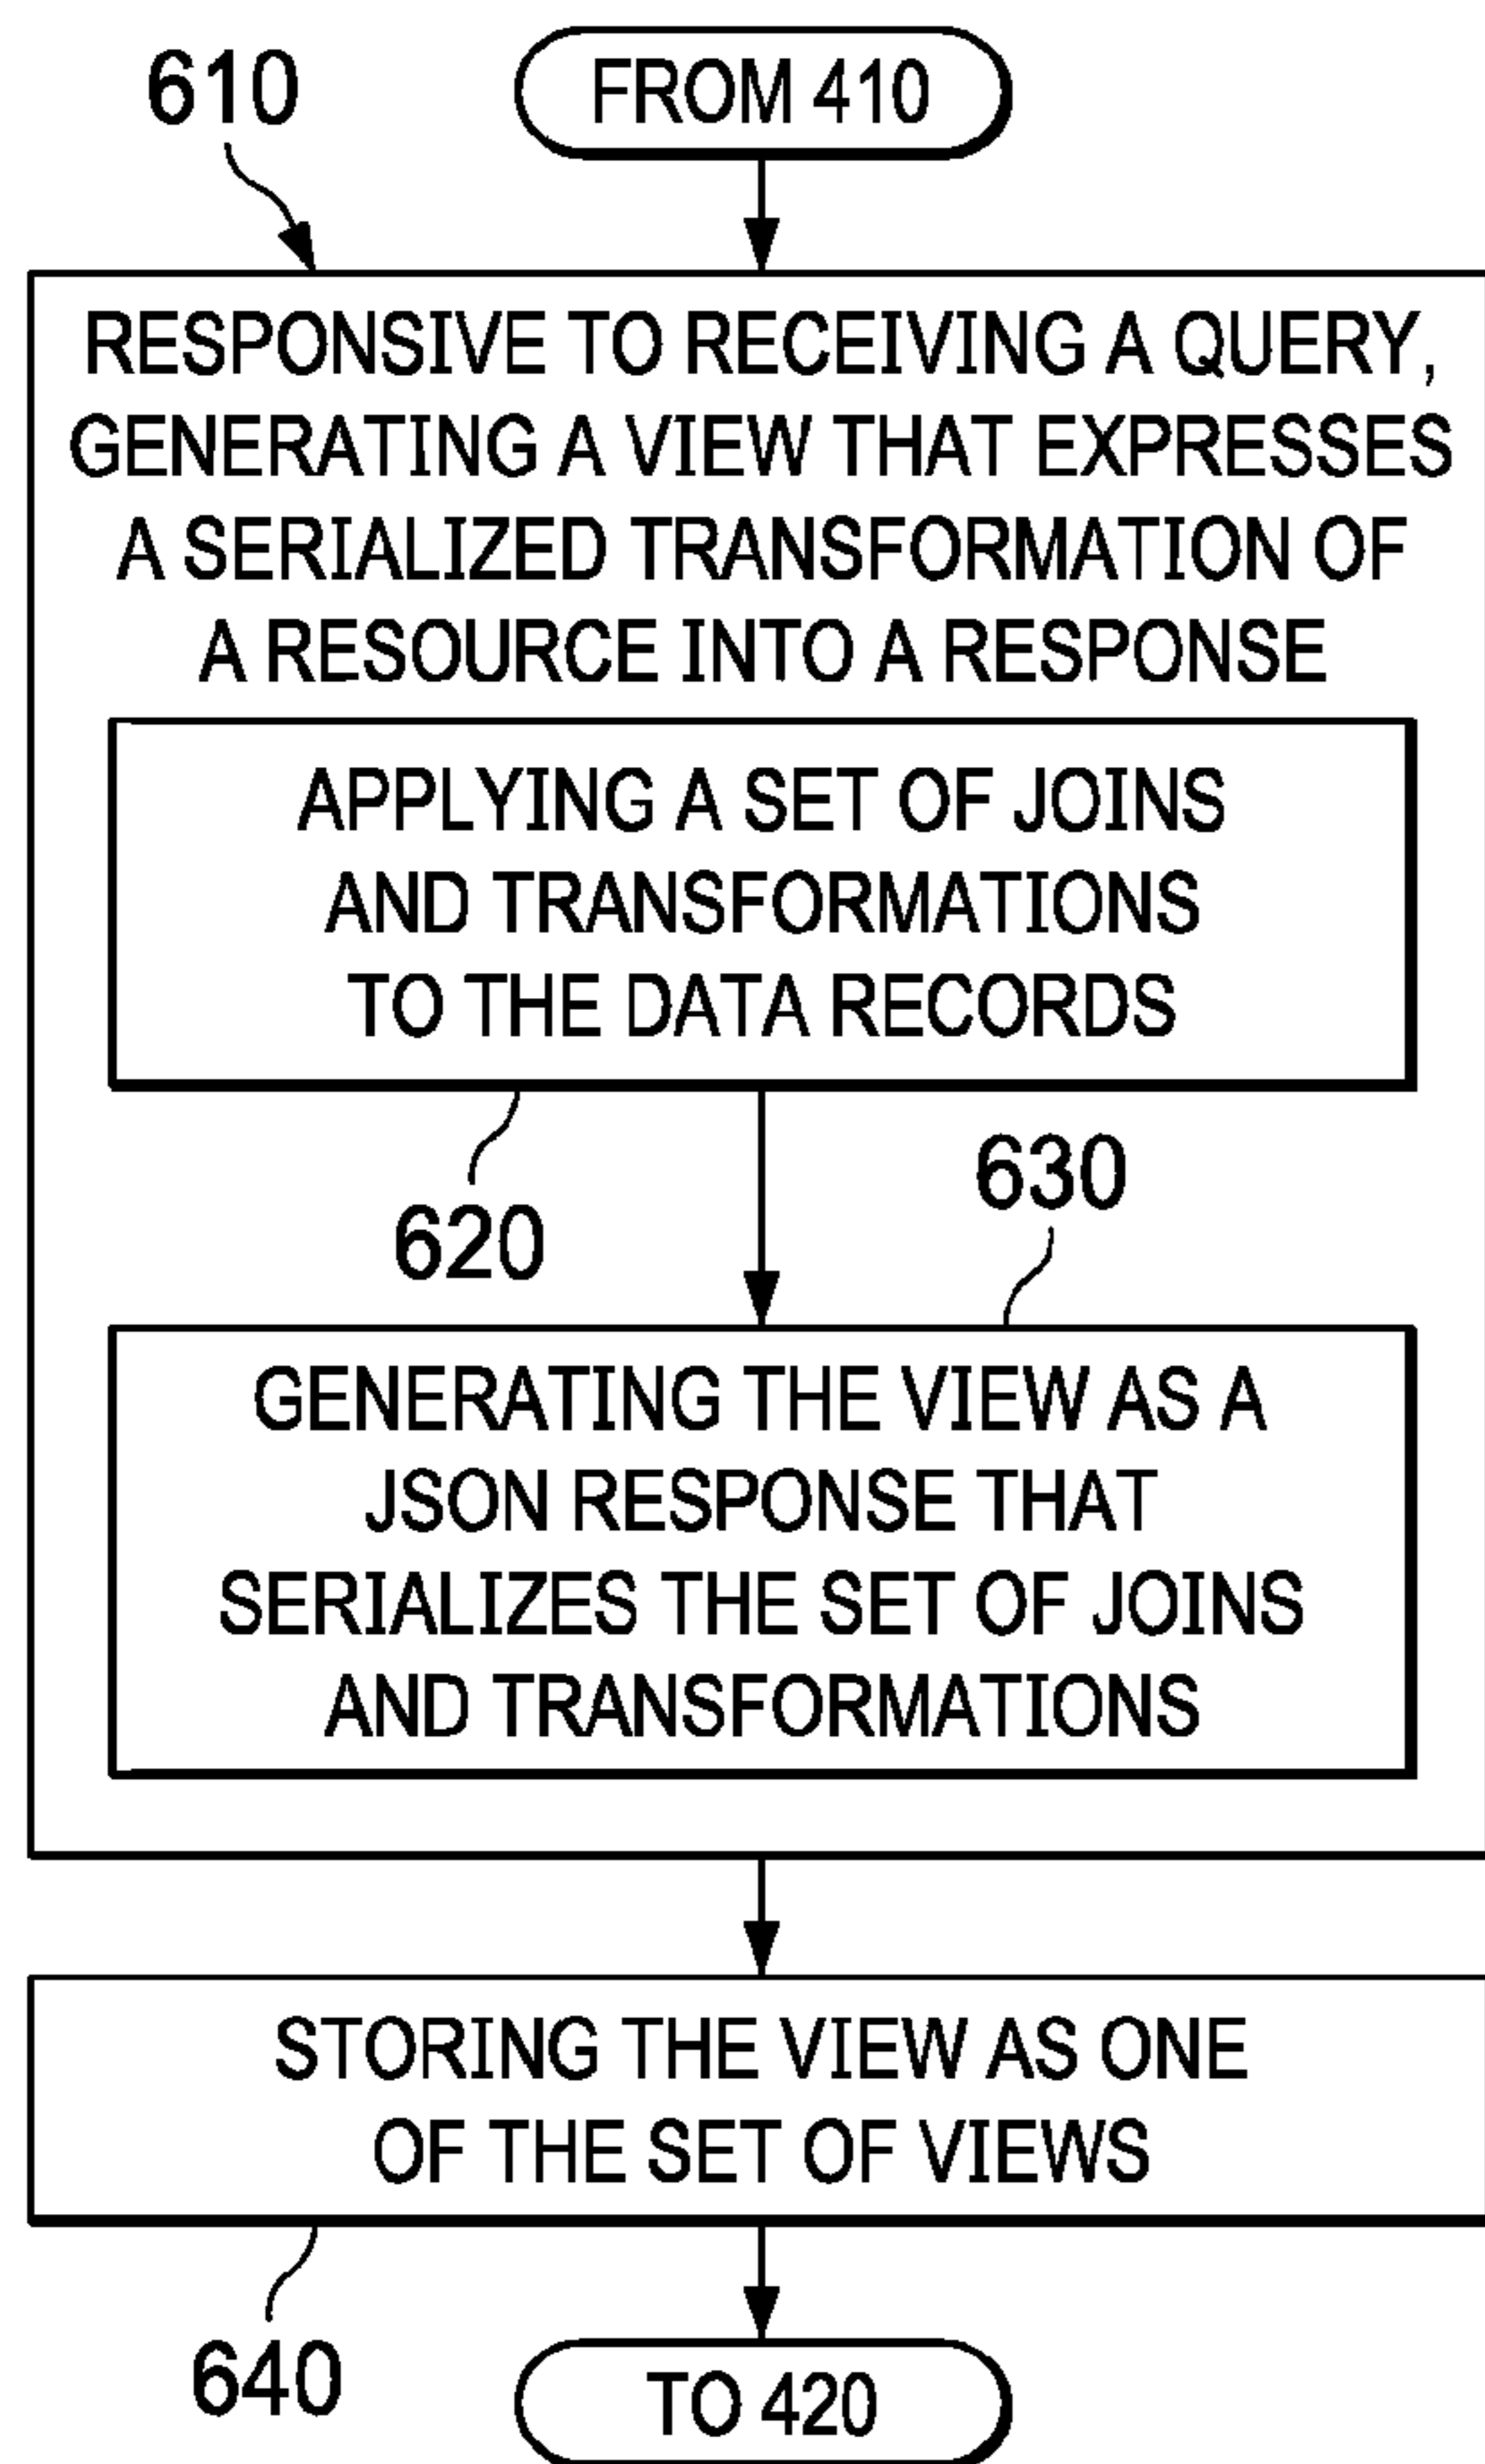 610
FROM 410
RESPONSIVE TO RECEIVING A QUERY,
GENERATING A VIEW THAT EXPRESSES
A SERIALIZED TRANSFORMATION OF
A RESOURCE INTO A RESPONSE
APPLYING A SET OF JOINS
AND TRANSFORMATIONS
TO THE DATA RECORDS
620
630
GENERATING THE VIEW AS A
JSON RESPONSE THAT
SERIALIZES THE SET OF JOINS
AND TRANSFORMATIONS
STORING THE VIEW AS ONE
OF THE SET OF VIEWS
640
TO 420